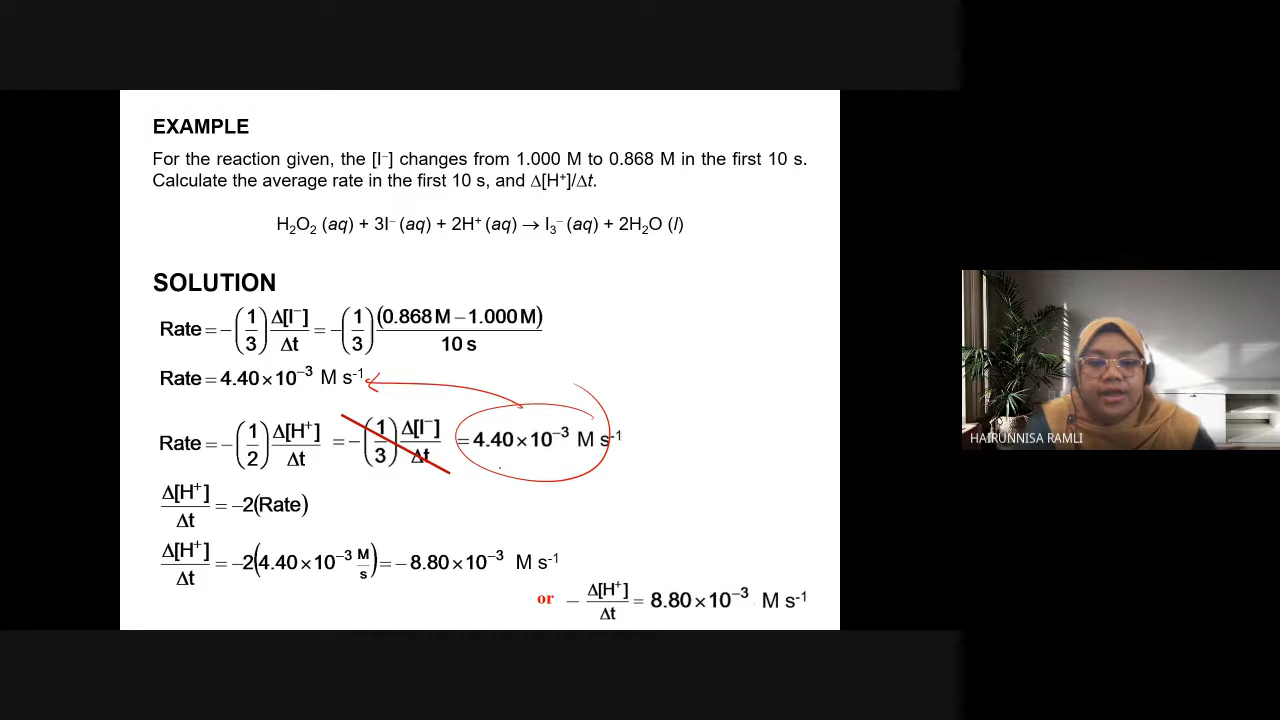 EXAMPLE
For the reaction given, the [I⁻] changes from 1.000 M to 0.868 M in the first 10 s.
Calculate the average rate in the first 10 s, and Δ[H⁺]/Δt.
H₂O₂ (aq) + 3I⁻ (aq) + 2H⁺ (aq) → I₃⁻ (aq) + 2H₂O (l)
SOLUTION
Rate = −(1/3) Δ[I⁻]/Δt = −(1/3) (0.868 M − 1.000 M)/10 s
Rate = 4.40 × 10⁻³ M s⁻¹
Rate = −(1/2) Δ[H⁺]/Δt = −(1/3) Δ[I⁻]/Δt = 4.40 × 10⁻³ M s⁻¹
Δ[H⁺]/Δt = −2(Rate)
Δ[H⁺]/Δt = −2(4.40 × 10⁻³ M/s) = −8.80 × 10⁻³ M s⁻¹
or − Δ[H⁺]/Δt = 8.80 × 10⁻³ M s⁻¹
HAIRUNNISA RAMLI